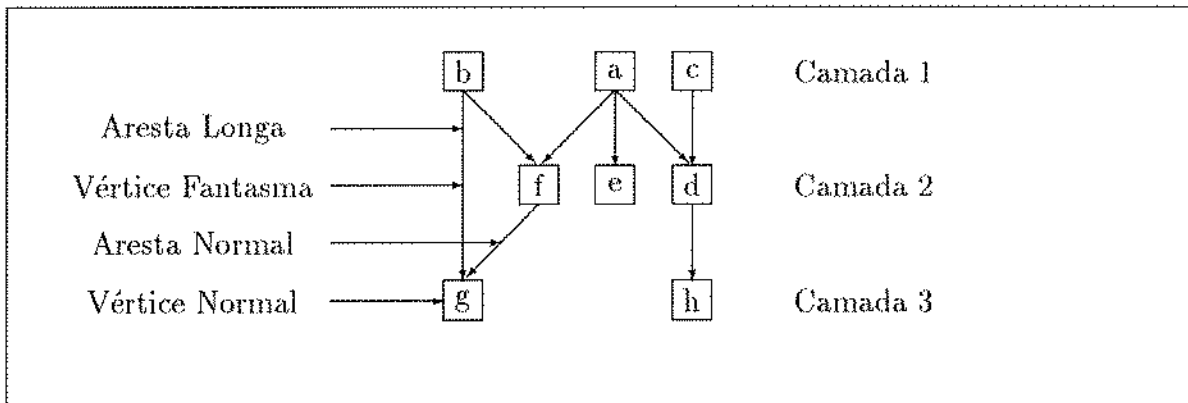 b a c Camada 1
Aresta Longa
Vértice Fantasma f e d Camada 2
Aresta Normal
Vértice Normal g h Camada 3